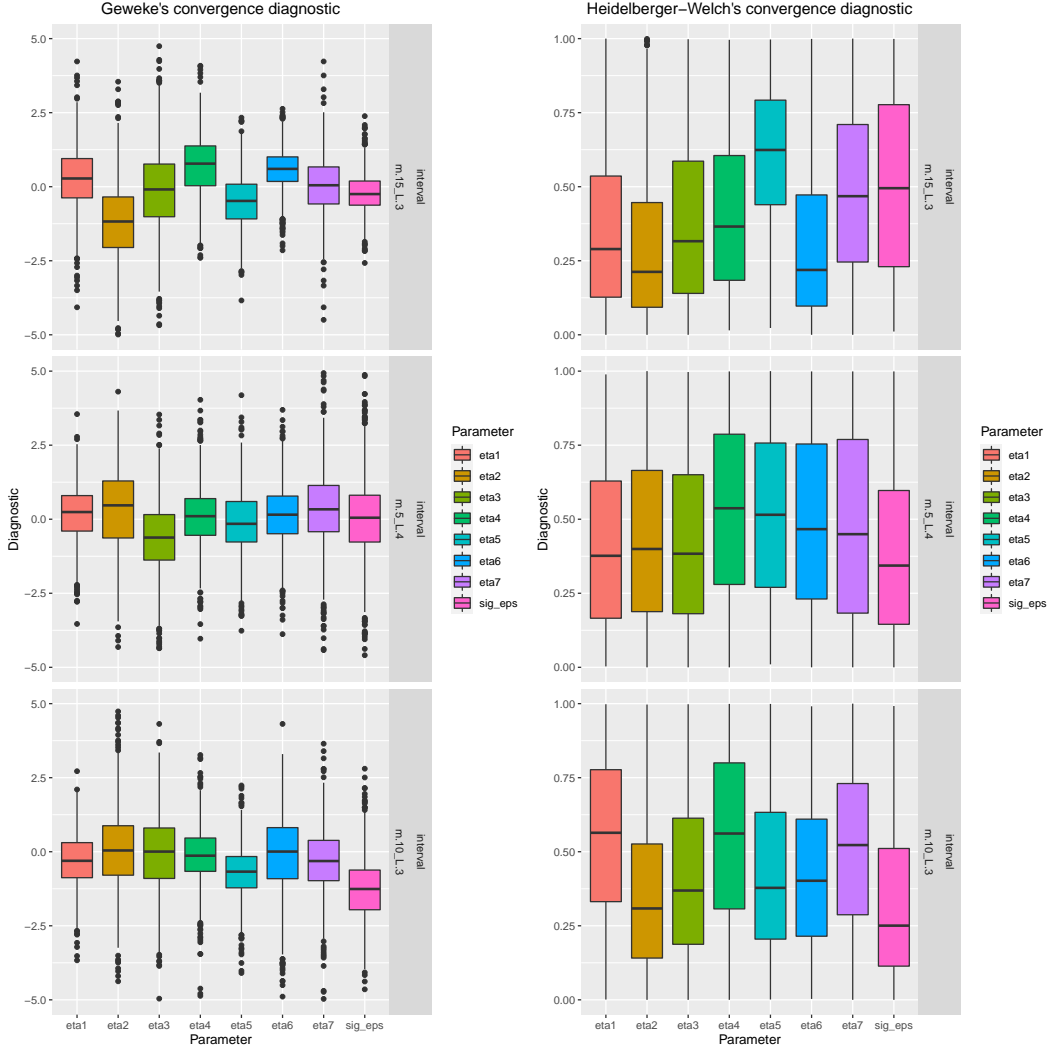 Geweke's convergence diagnostic
5.0
2.5
0.0
−2.5
−5.0
interval
m.15_L.3
5.0
2.5
0.0
−2.5
−5.0
interval
m.5_L.4
5.0
2.5
0.0
−2.5
−5.0
interval
m.10_L.3
eta1 eta2 eta3 eta4 eta5 eta6 eta7 sig_eps
Parameter
Diagnostic
Parameter
eta1
eta2
eta3
eta4
eta5
eta6
eta7
sig_eps
Heidelberger−Welch's convergence diagnostic
1.00
0.75
0.50
0.25
0.00
interval
m.15_L.3
1.00
0.75
0.50
0.25
0.00
interval
m.5_L.4
1.00
0.75
0.50
0.25
0.00
interval
m.10_L.3
eta1 eta2 eta3 eta4 eta5 eta6 eta7 sig_eps
Parameter
Diagnostic
Parameter
eta1
eta2
eta3
eta4
eta5
eta6
eta7
sig_eps